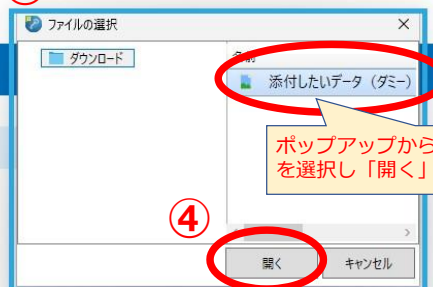 ファイルの選択
ダウンロード
名前
添付したいデータ（ダミー）
ポップアップから
を選択し「開く」
④
開く
キャンセル